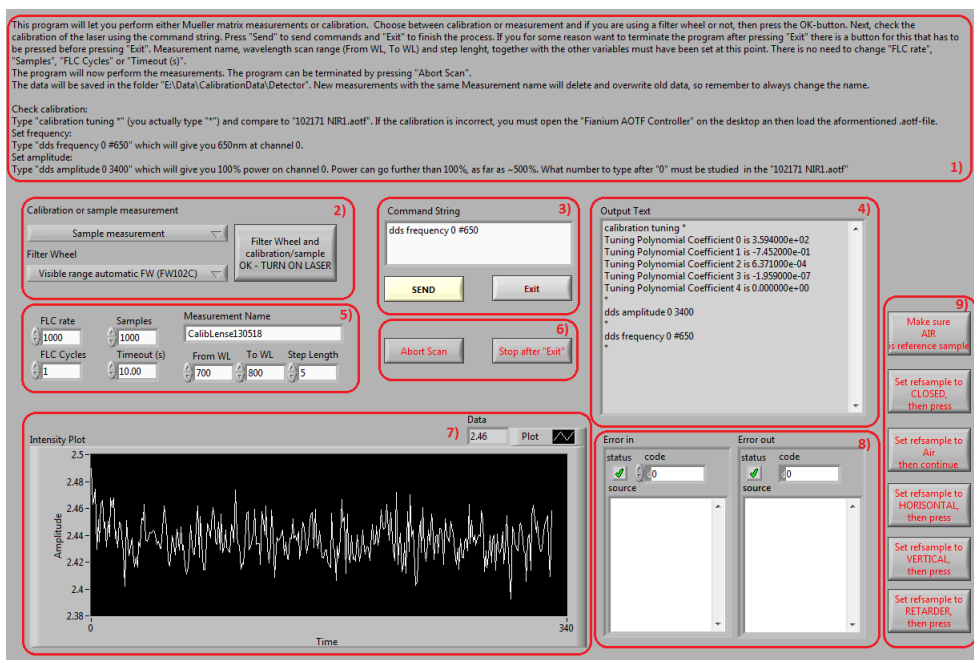 This program will let you perform either Mueller matrix measurements or calibration. Choose between calibration or measurement and if you are using a filter wheel or not, then press the OK-button. Next, check the
calibration of the laser using the command string. Press "Send" to send commands and "Exit" to finish the process. If you for some reason want to terminate the program after pressing "Exit" there is a button for this that has to
be pressed before pressing "Exit". Measurement name, wavelength scan range (From WL, To WL) and step lenght, together with the other variables must have been set at this point. There is no need to change "FLC rate",
"Samples", "FLC Cycles" or "Timeout (s)".
The program will now perform the measurements. The program can be terminated by pressing "Abort Scan".
The data will be saved in the folder "E:\Data\CalibrationData\Detector". New measurements with the same Measurement name will delete and overwrite old data, so remember to always change the name.
Check calibration:
Type "calibration tuning *" (you actually type "*") and compare to "102171 NIR1.aotf". If the calibration is incorrect, you must open the "Fianium AOTF Controller" on the desktop an then load the aformentioned .aotf-file.
Set frequency:
Type "dds frequency 0 #650" which will give you 650nm at channel 0.
Set amplitude:
Type "dds amplitude 0 3400" which will give you 100% power on channel 0. Power can go further than 100%, as far as ~500%. What number to type after "0" must be studied in the "102171 NIR1.aotf"
1)
Calibration or sample measurement
2)
Sample measurement
Filter Wheel
Visible range automatic FW (FW102C)
Filter Wheel and
calibration/sample
OK - TURN ON LASER
Command String
3)
dds frequency 0 #650
SEND
Exit
Output Text
4)
calibration tuning *
Tuning Polynomial Coefficient 0 is 3.594000e+02
Tuning Polynomial Coefficient 1 is -7.452000e-01
Tuning Polynomial Coefficient 2 is 6.371000e-04
Tuning Polynomial Coefficient 3 is -1.959000e-07
Tuning Polynomial Coefficient 4 is 0.000000e+00
*
dds amplitude 0 3400
*
dds frequency 0 #650
*
5)
FLC rate
1000
Samples
1000
Measurement Name
CalibLense130518
FLC Cycles
1
Timeout (s)
10.00
From WL
700
To WL
800
Step Length
5
6)
Abort Scan
Stop after "Exit"
7)
Data
2.46
Plot
Intensity Plot
Amplitude
2.5
2.48
2.46
2.44
2.42
2.4
2.38
0
340
Time
8)
Error in
status
code
0
source
Error out
status
code
0
source
9)
Make sure
AIR
is reference sample
Set refsample to
CLOSED,
then press
Set refsample to
Air
then continue
Set refsample to
HORISONTAL,
then press
Set refsample to
VERTICAL,
then press
Set refsample to
RETARDER,
then press